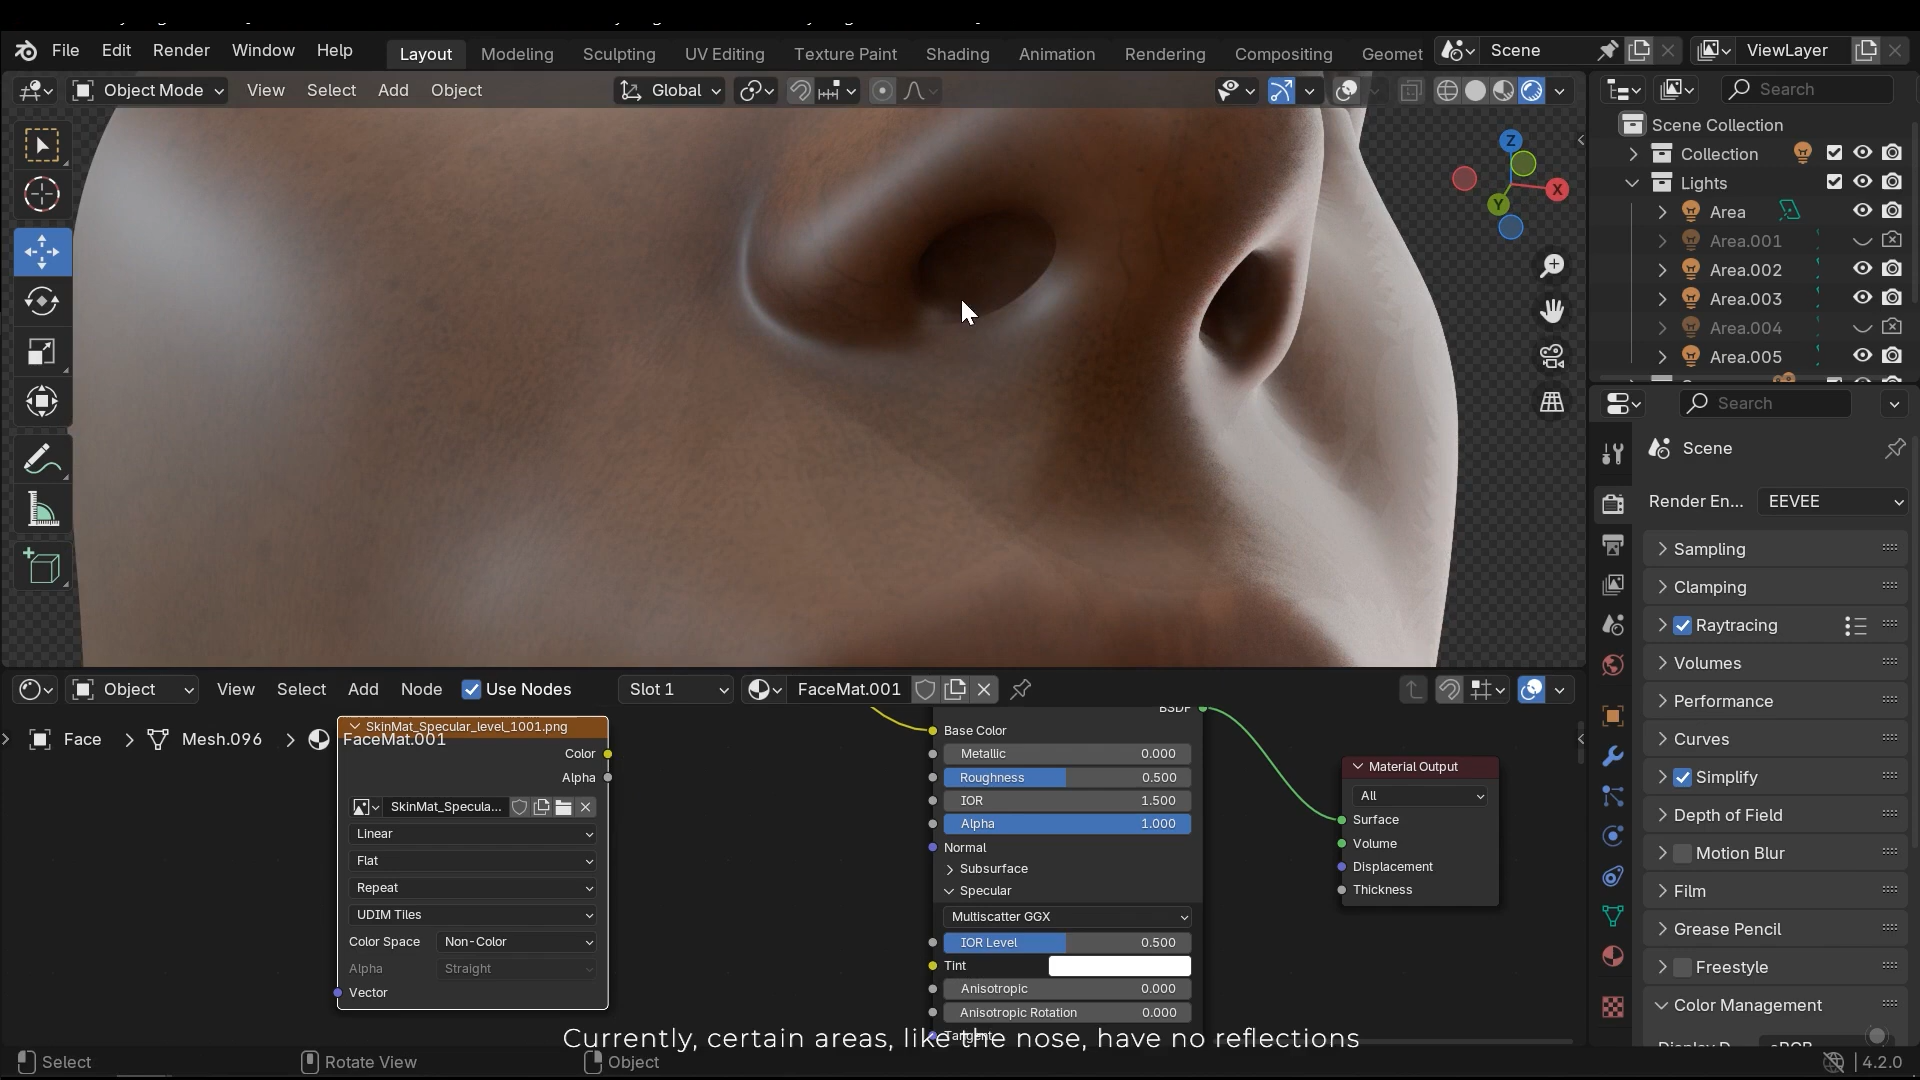 File Edit Render Window Help Layout Modeling Sculpting UV Editing Texture Paint Shading Animation Rendering Compositing Geomet Scene ViewLayer
Object Mode View Select Add Object Global Search
Z
X
Y
Scene Collection
Collection
Lights
Area
Area.001
Area.002
Area.003
Area.004
Area.005
Search
Scene
Render En... EEVEE
Sampling
Clamping
Raytracing
Volumes
Performance
Curves
Simplify
Depth of Field
Motion Blur
Film
Grease Pencil
Freestyle
Color Management
Object View Select Add Node Use Nodes Slot 1 FaceMat.001
Face Mesh.096 FaceMat.001
SkinMat_Specular_level_1001.png
Color
Alpha
SkinMat_Specula...
Linear
Flat
Repeat
UDIM Tiles
Color Space Non-Color
Alpha Straight
Vector
BSDF
Base Color
Metallic 0.000
Roughness 0.500
IOR 1.500
Alpha 1.000
Normal
Subsurface
Specular
Multiscatter GGX
IOR Level 0.500
Tint
Anisotropic 0.000
Anisotropic Rotation 0.000
Tangent
Material Output
All
Surface
Volume
Displacement
Thickness
Currently, certain areas, like the nose, have no reflections
Select Rotate View Object 4.2.0